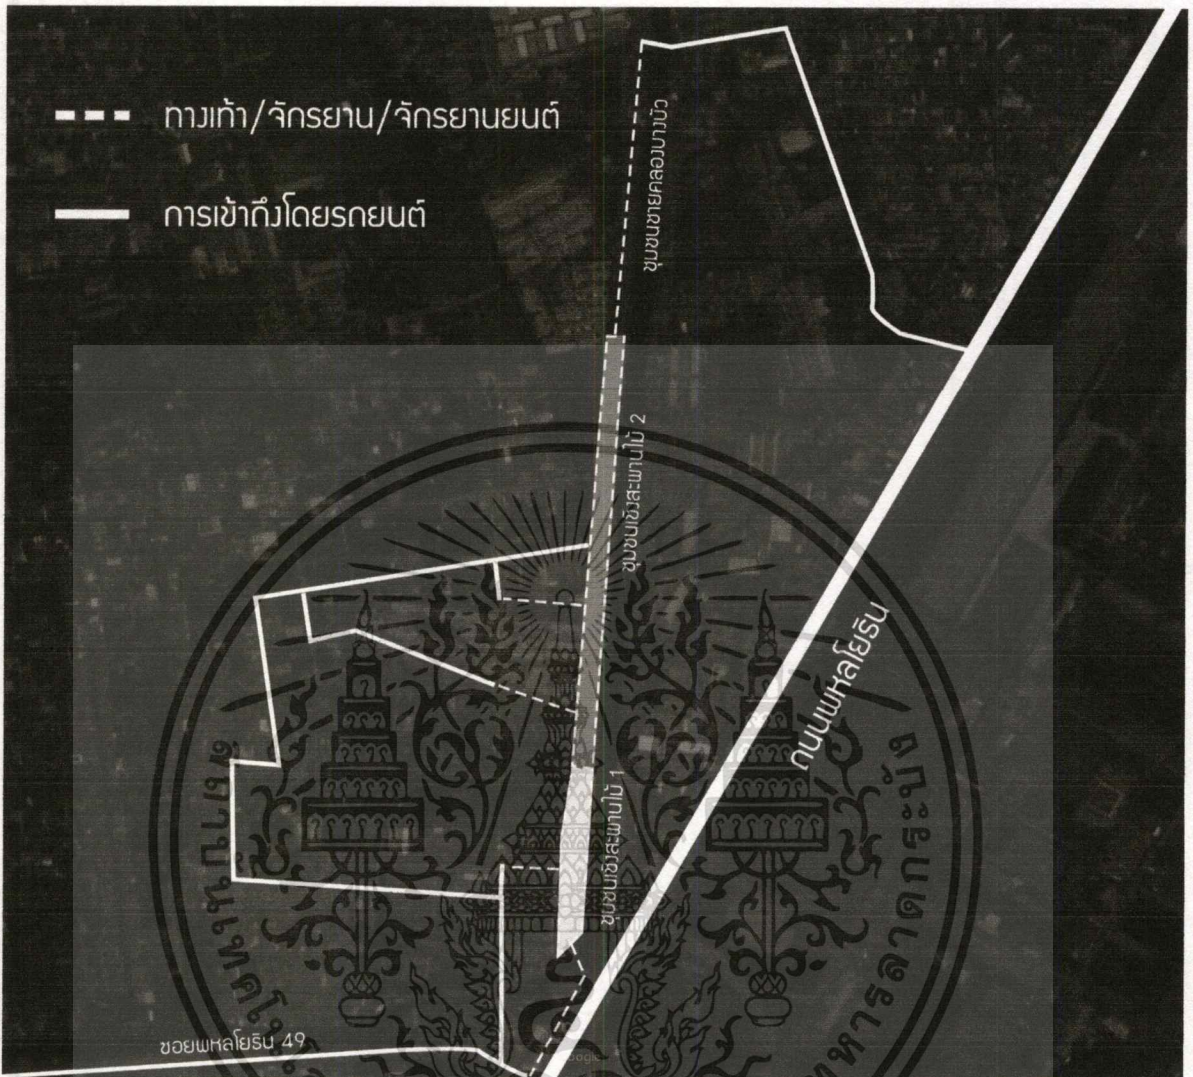 ทางเท้า/จักรยาน/จักรยานยนต์
การเข้าถึงโดยรถยนต์
ชุมชนชายคลองบางบัว
ชุมชนเชิงสะพานไม้ 2
ถนนพหลโยธิน
ชุมชนเชิงสะพานไม้ 1
ซอยพหลโยธิน 49